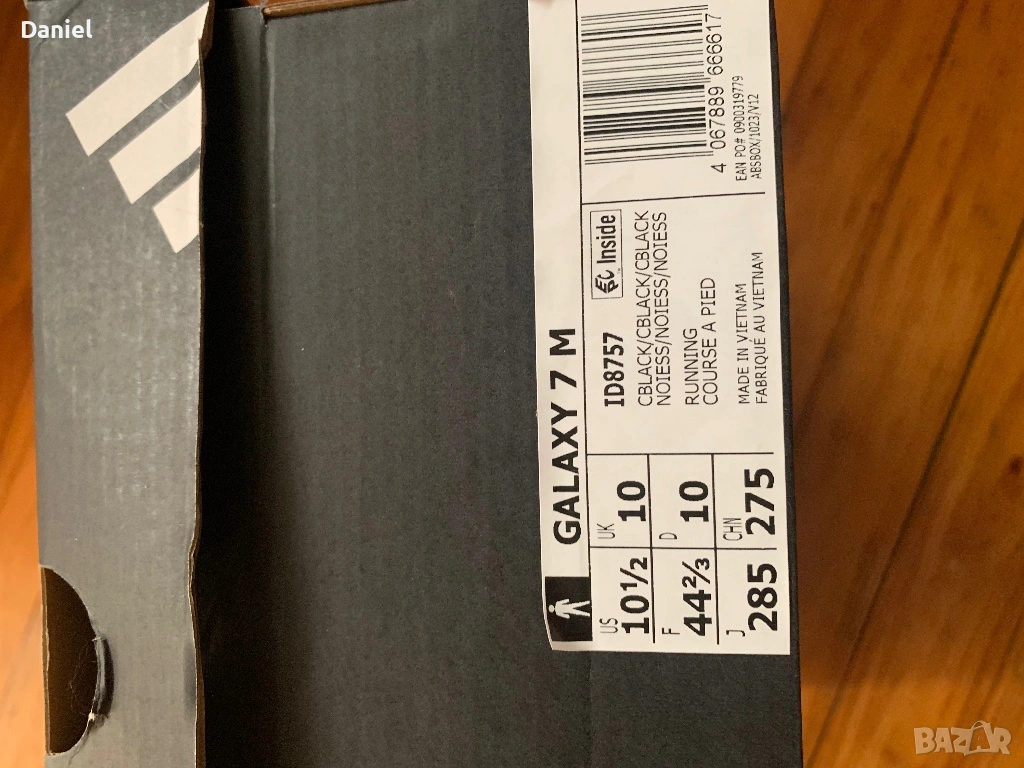 Daniel
GALAXY 7 M
ID8757
Inside
CBLACK/CBLACK/CBLACK
NOIESS/NOIESS/NOIESS
RUNNING
COURSE A PIED
MADE IN VIETNAM
FABRIQUÉ AU VIETNAM
4 067889 666617
EAN PO# 0900319779
ABSBOX/1023/V12
US
10½
UK
10
F
44⅔
D
10
J
285
CHN
275
BAZAR